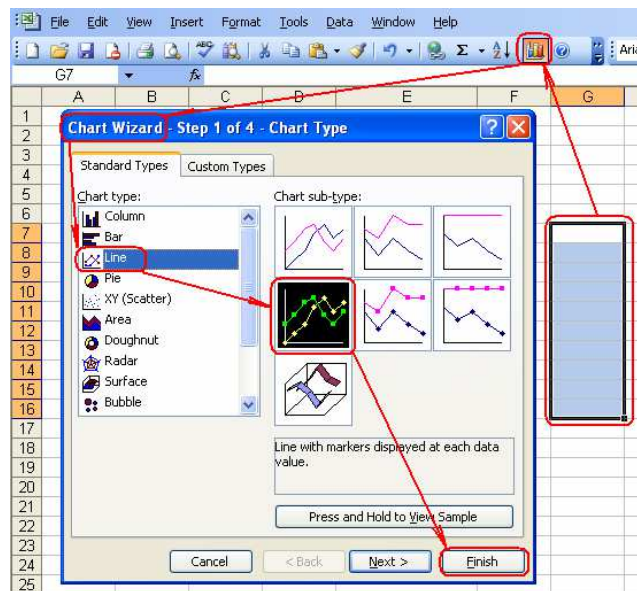 File Edit View Insert Format Tools Data Window Help
Σ Aria
G7 fx
A B C D E F G
1
2
3
4
5
6
7
8
9
10
11
12
13
14
15
16
17
18
19
20
21
22
23
24
25
Chart Wizard - Step 1 of 4 - Chart Type
Standard Types Custom Types
Chart type: Chart sub-type:
Column
Bar
Line
Pie
XY (Scatter)
Area
Doughnut
Radar
Surface
Bubble
Line with markers displayed at each data
value.
Press and Hold to View Sample
Cancel < Back Next > Finish